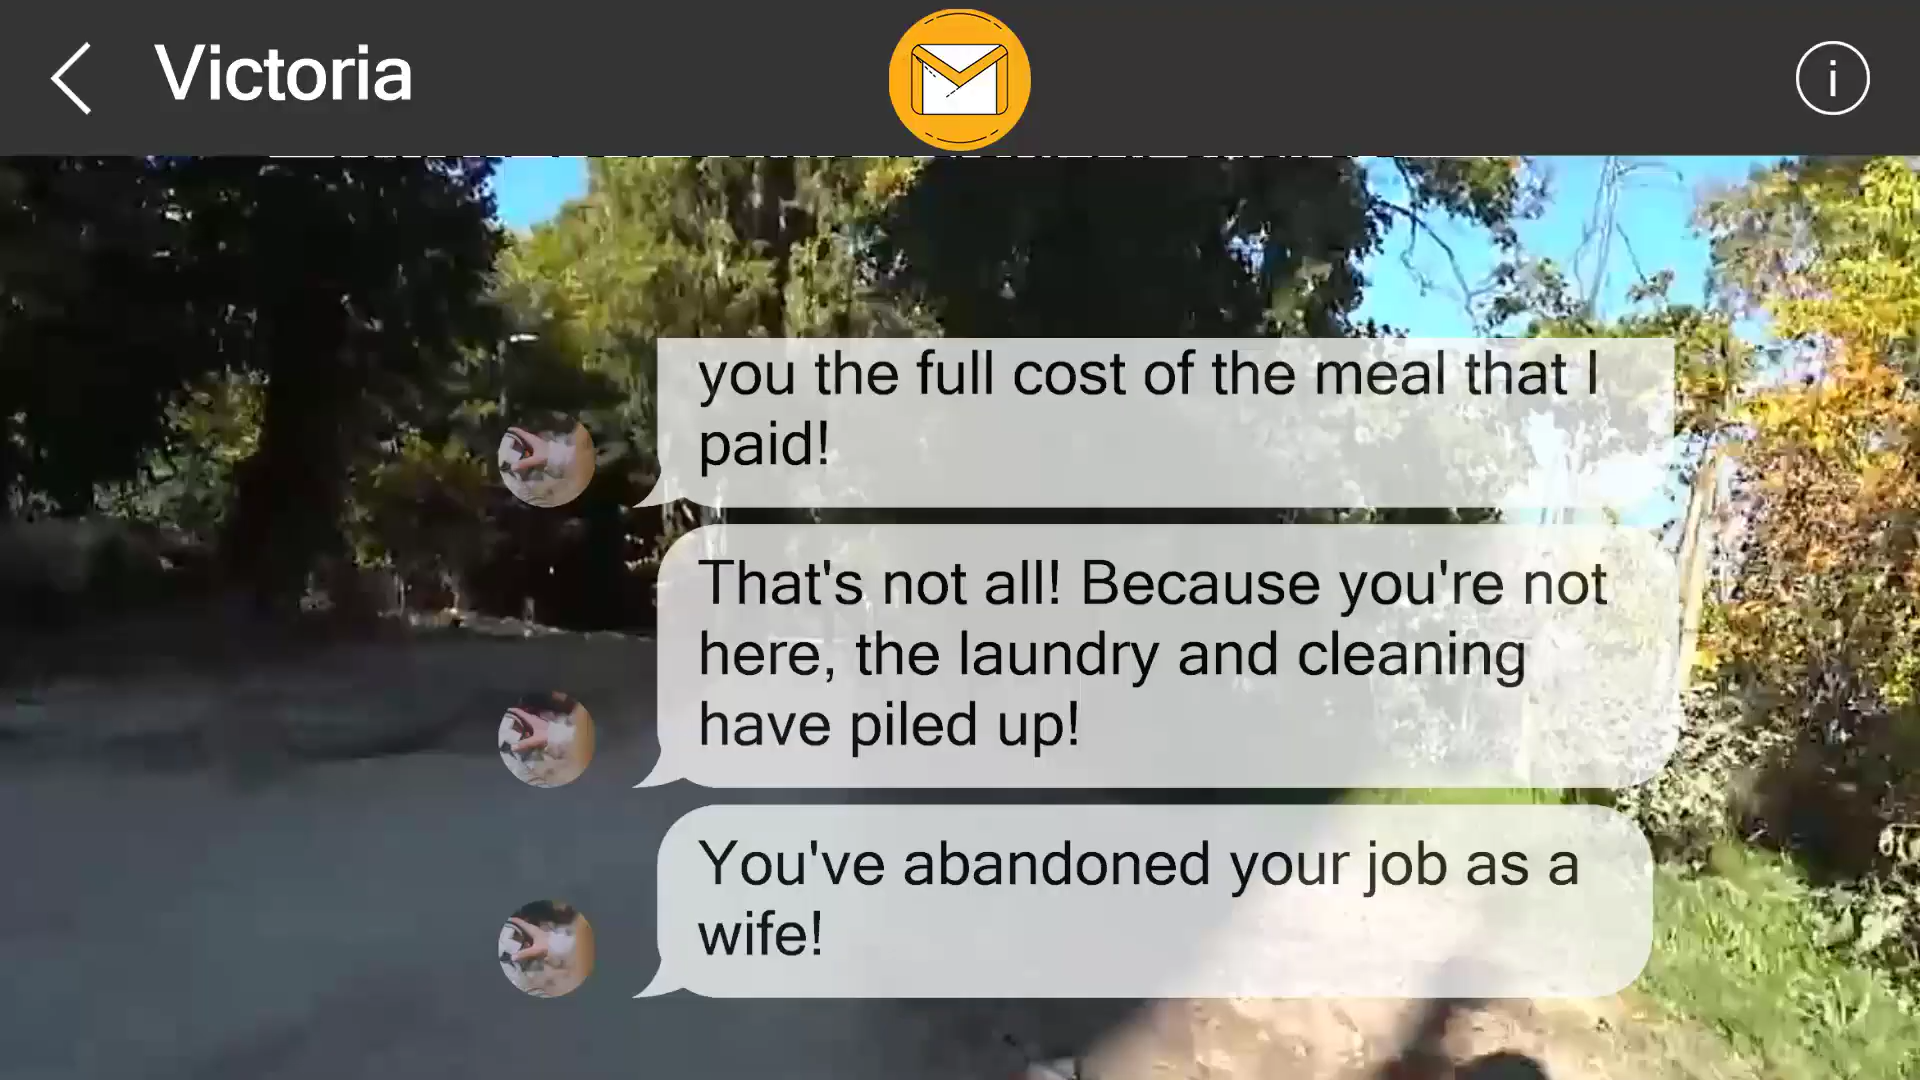 Victoria
you the full cost of the meal that I
paid!
That's not all! Because you're not
here, the laundry and cleaning
have piled up!
You've abandoned your job as a
wife!